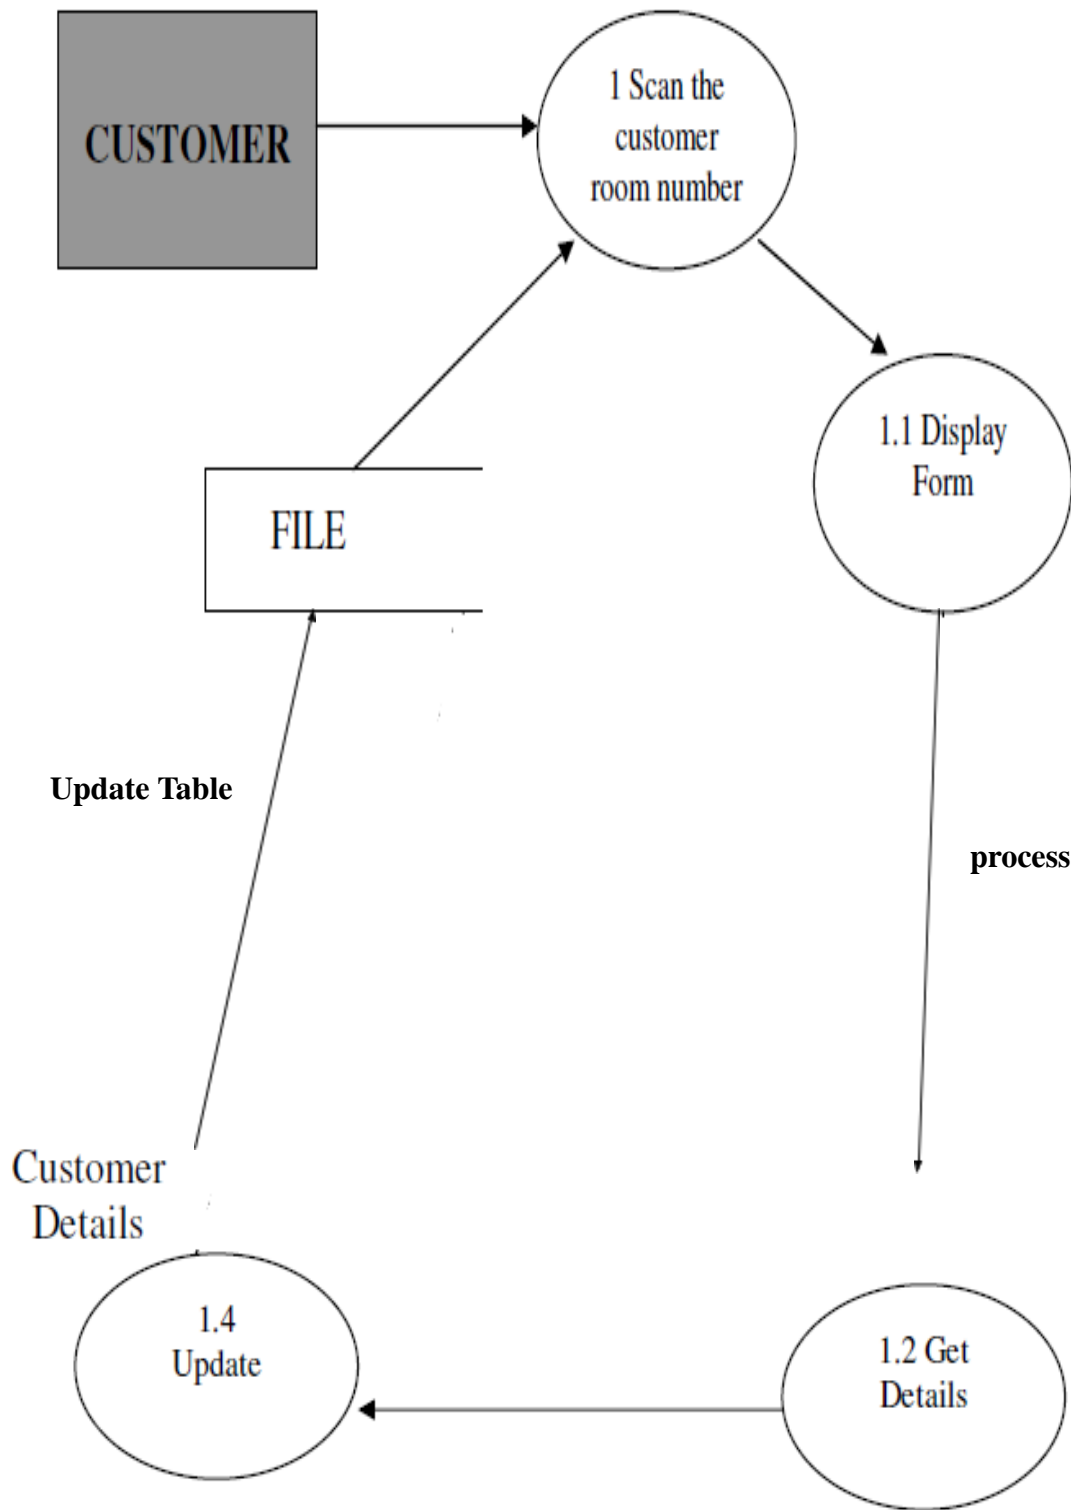 CUSTOMER
1 Scan the
customer
room number
1.1 Display
Form
FILE
Update Table
process
Customer
Details
1.4
Update
1.2 Get
Details